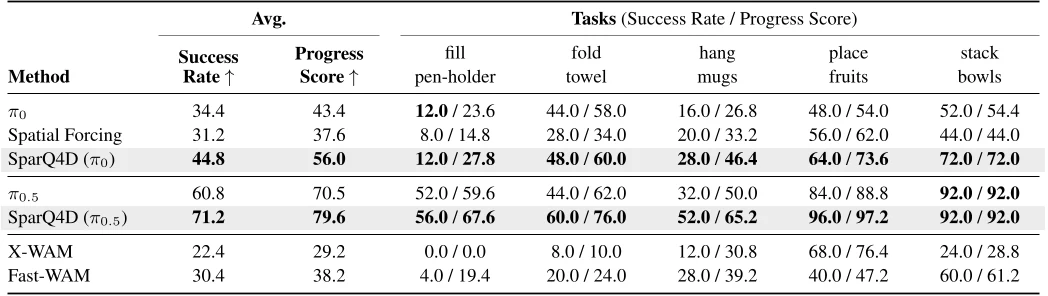 Avg. Tasks (Success Rate / Progress Score)
Success Progress fill fold hang place stack
Method Rate ↑ Score ↑ pen-holder towel mugs fruits bowls
π0 34.4 43.4 12.0 / 23.6 44.0 / 58.0 16.0 / 26.8 48.0 / 54.0 52.0 / 54.4
Spatial Forcing 31.2 37.6 8.0 / 14.8 28.0 / 34.0 20.0 / 33.2 56.0 / 62.0 44.0 / 44.0
SparQ4D (π0) 44.8 56.0 12.0 / 27.8 48.0 / 60.0 28.0 / 46.4 64.0 / 73.6 72.0 / 72.0
π0.5 60.8 70.5 52.0 / 59.6 44.0 / 62.0 32.0 / 50.0 84.0 / 88.8 92.0 / 92.0
SparQ4D (π0.5) 71.2 79.6 56.0 / 67.6 60.0 / 76.0 52.0 / 65.2 96.0 / 97.2 92.0 / 92.0
X-WAM 22.4 29.2 0.0 / 0.0 8.0 / 10.0 12.0 / 30.8 68.0 / 76.4 24.0 / 28.8
Fast-WAM 30.4 38.2 4.0 / 19.4 20.0 / 24.0 28.0 / 39.2 40.0 / 47.2 60.0 / 61.2